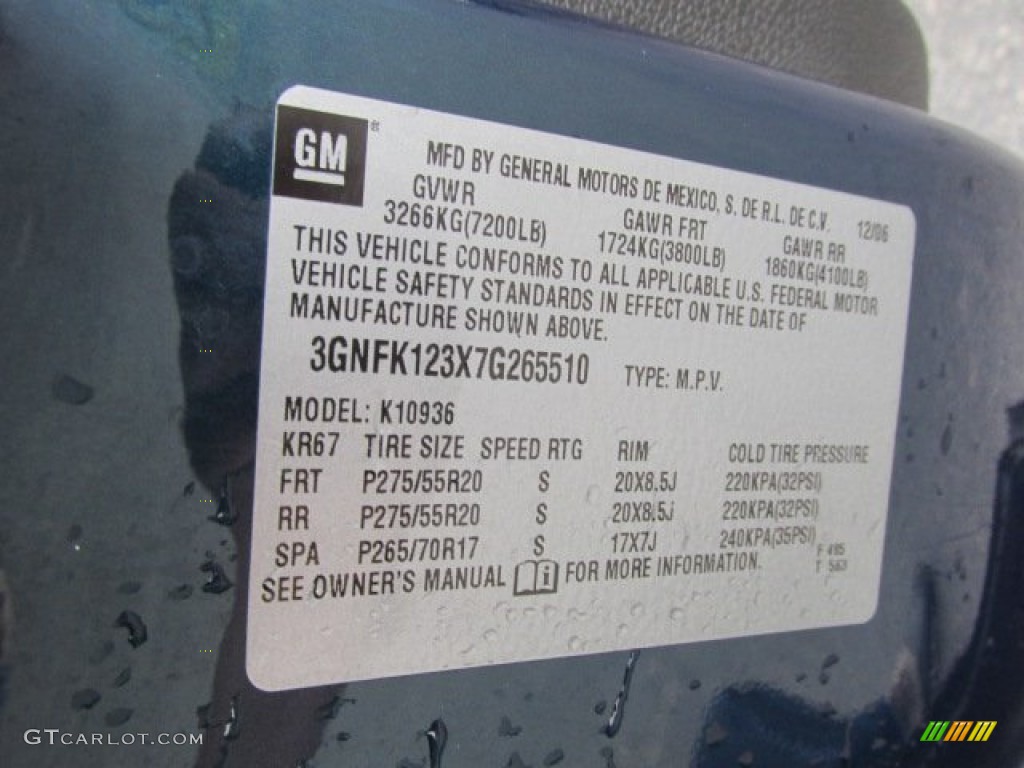 GM
MFD BY GENERAL MOTORS DE MEXICO, S. DE R.L. DE C.V. 12/06
GVWR GAWR FRT GAWR RR
3266KG(7200LB) 1724KG(3800LB) 1860KG(4100LB)
THIS VEHICLE CONFORMS TO ALL APPLICABLE U.S. FEDERAL MOTOR
VEHICLE SAFETY STANDARDS IN EFFECT ON THE DATE OF
MANUFACTURE SHOWN ABOVE.
3GNFK123X7G265510 TYPE: M.P.V.
MODEL: K10936
KR67 TIRE SIZE SPEED RTG RIM COLD TIRE PRESSURE
FRT P275/55R20 S 20X8.5J 220KPA(32PSI)
RR P275/55R20 S 20X8.5J 220KPA(32PSI)
SPA P265/70R17 S 17X7J 240KPA(35PSI)
SEE OWNER'S MANUAL FOR MORE INFORMATION.
GTCARLOT.COM